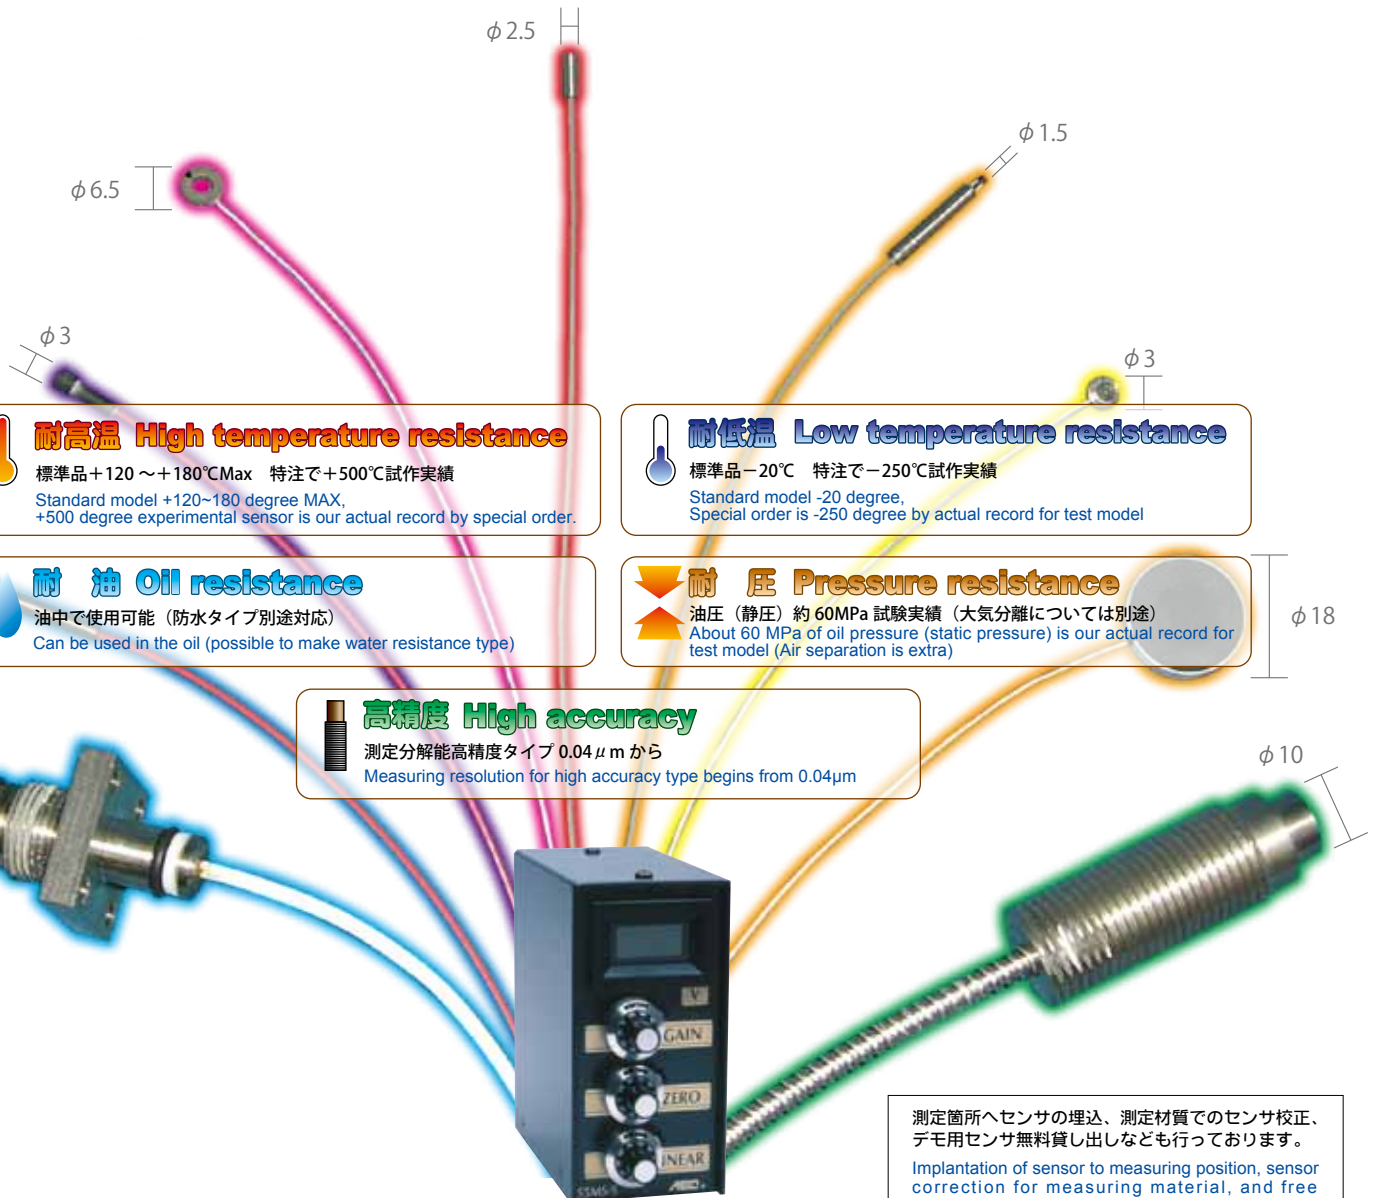 φ2.5
φ1.5
φ6.5
φ3
φ3
耐高温 High temperature resistance
標準品+120～+180℃Max　特注で+500℃試作実績
Standard model +120~180 degree MAX,
+500 degree experimental sensor is our actual record by special order.
耐低温 Low temperature resistance
標準品－20℃　特注で－250℃試作実績
Standard model -20 degree,
Special order is -250 degree by actual record for test model
耐　油 Oil resistance
油中で使用可能（防水タイプ別途対応）
Can be used in the oil (possible to make water resistance type)
耐　圧 Pressure resistance
油圧（静圧）約 60MPa 試験実績（大気分離については別途）
About 60 MPa of oil pressure (static pressure) is our actual record for
test model (Air separation is extra)
φ18
高精度 High accuracy
測定分解能高精度タイプ 0.04μm から
Measuring resolution for high accuracy type begins from 0.04μm
φ10
V
GAIN
ZERO
LINEAR
測定箇所へセンサの埋込、測定材質でのセンサ校正、
デモ用センサ無料貸し出しなども行っております。
Implantation of sensor to measuring position, sensor
correction for measuring material, and free